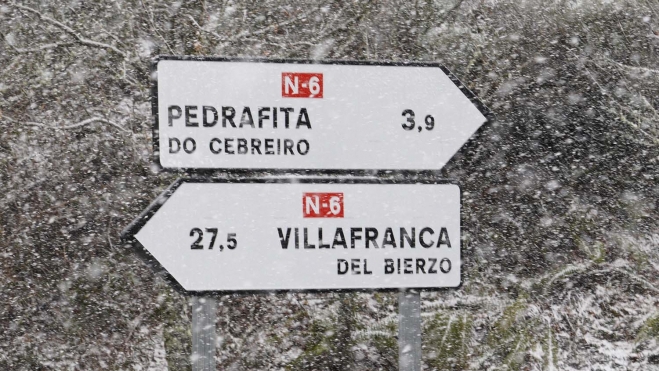 N-6
PEDRAFITA 3,9
DO CEBREIRO
N-6
27,5 VILLAFRANCA
DEL BIERZO